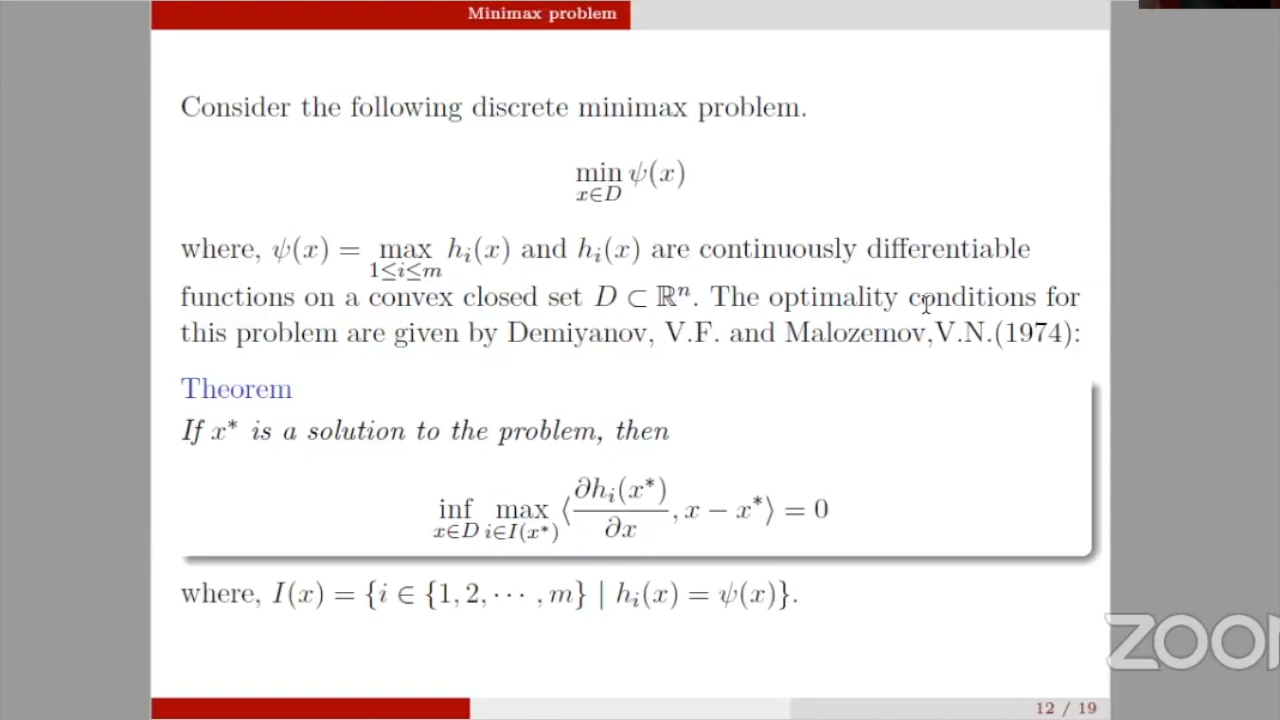 Minimax problem
Consider the following discrete minimax problem.
min ψ(x)
x∈D
where, ψ(x) = max h_i(x) and h_i(x) are continuously differentiable
1≤i≤m
functions on a convex closed set D ⊂ ℝⁿ. The optimality conditions for
this problem are given by Demiyanov, V.F. and Malozemov,V.N.(1974):
Theorem
If x* is a solution to the problem, then
inf max ⟨∂h_i(x*)/∂x, x − x*⟩ = 0
x∈D i∈I(x*)
where, I(x) = {i ∈ {1, 2, ⋯ , m} | h_i(x) = ψ(x)}.
ZOOM
12 / 19